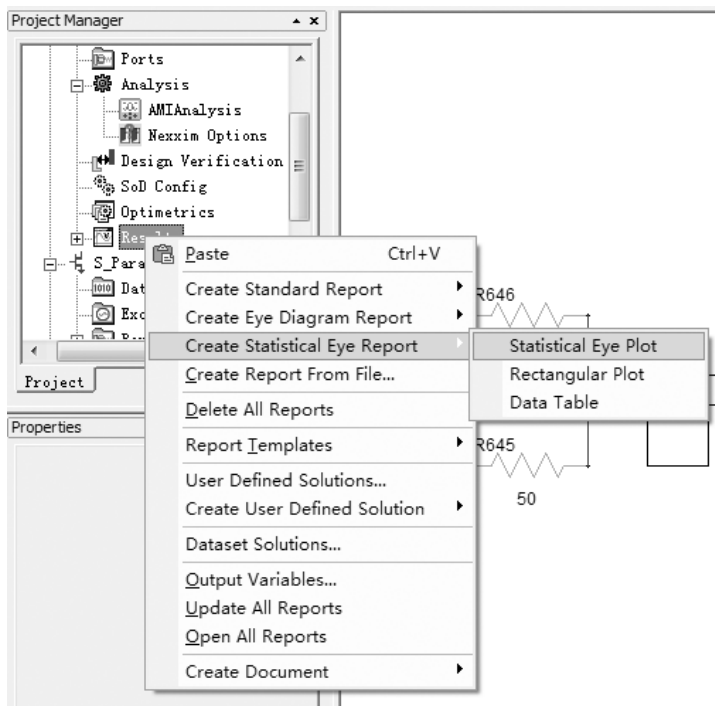 Project Manager
Ports
Analysis
AMIAnalysis
Nexxim Options
Design Verification
SoD Config
Optimetrics
S_Para
Dat
Exc
Project
Properties
Paste Ctrl+V
Create Standard Report
Create Eye Diagram Report
Create Statistical Eye Report
Create Report From File...
Delete All Reports
Report Templates
User Defined Solutions...
Create User Defined Solution
Dataset Solutions...
Output Variables...
Update All Reports
Open All Reports
Create Document
Statistical Eye Plot
Rectangular Plot
Data Table
R646
R645
50